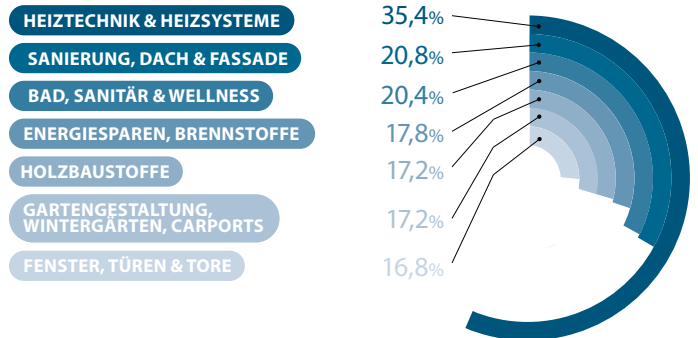 HEIZTECHNIK & HEIZSYSTEME 35,4%
SANIERUNG, DACH & FASSADE 20,8%
BAD, SANITÄR & WELLNESS 20,4%
ENERGIESPAREN, BRENNSTOFFE 17,8%
HOLZBAUSTOFFE 17,2%
GARTENGESTALTUNG,
WINTERGÄRTEN, CARPORTS 17,2%
FENSTER, TÜREN & TORE 16,8%